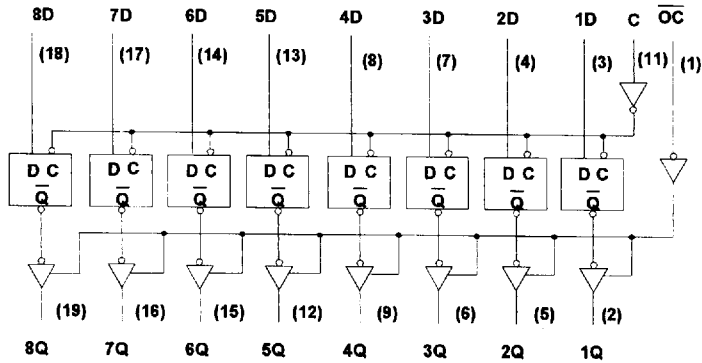 8D 7D 6D 5D 4D 3D 2D 1D C O̅C̅
(18) (17) (14) (13) (8) (7) (4) (3) (11) (1)
D C D C D C D C D C D C D C D C
Q̅ Q̅ Q̅ Q̅ Q̅ Q̅ Q̅ Q̅
(19) (16) (15) (12) (9) (6) (5) (2)
8Q 7Q 6Q 5Q 4Q 3Q 2Q 1Q